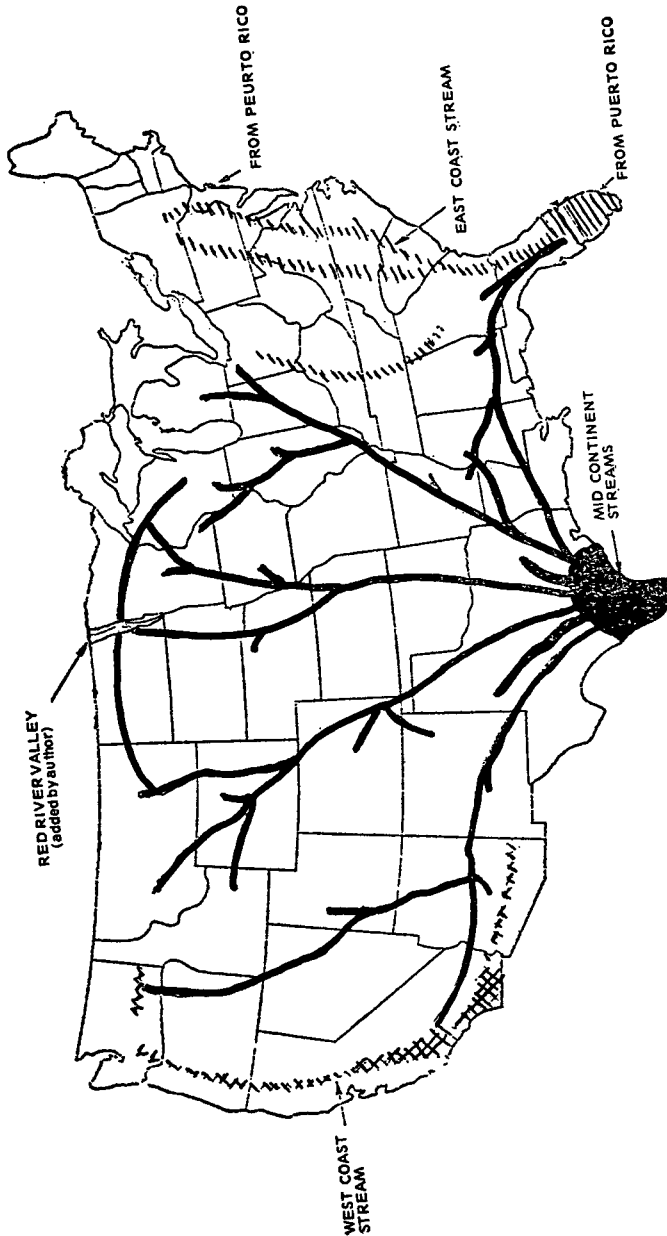 RED RIVER VALLEY
(added by author)
FROM PEURTO RICO
EAST COAST STREAM
FROM PUERTO RICO
MID CONTINENT
STREAMS
WEST COAST
STREAM